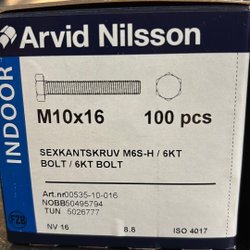 Arvid Nilsson
INDOOR
M10x16 100 pcs
SEXKANTSKRUV M6S-H / 6KT
BOLT / 6KT BOLT
Art.nr00535-10-016
NOBB50495794
TUN 5026777
FZB
NV 16 8.8 ISO 4017